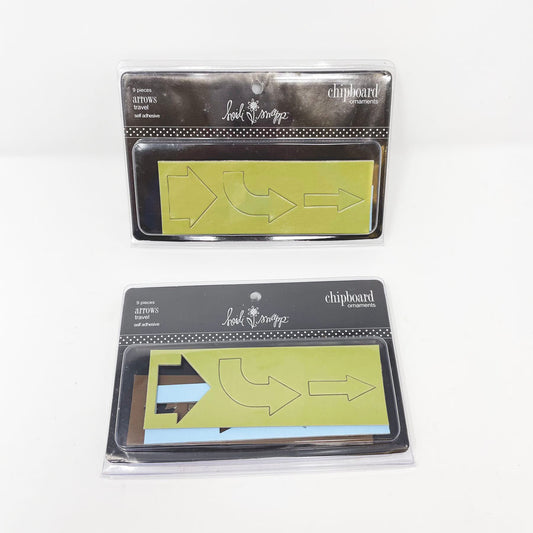 9 pieces
arrows
travel
self adhesive
heidi swapp
chipboard
ornaments
9 pieces
arrows
travel
self adhesive
heidi swapp
chipboard
ornaments